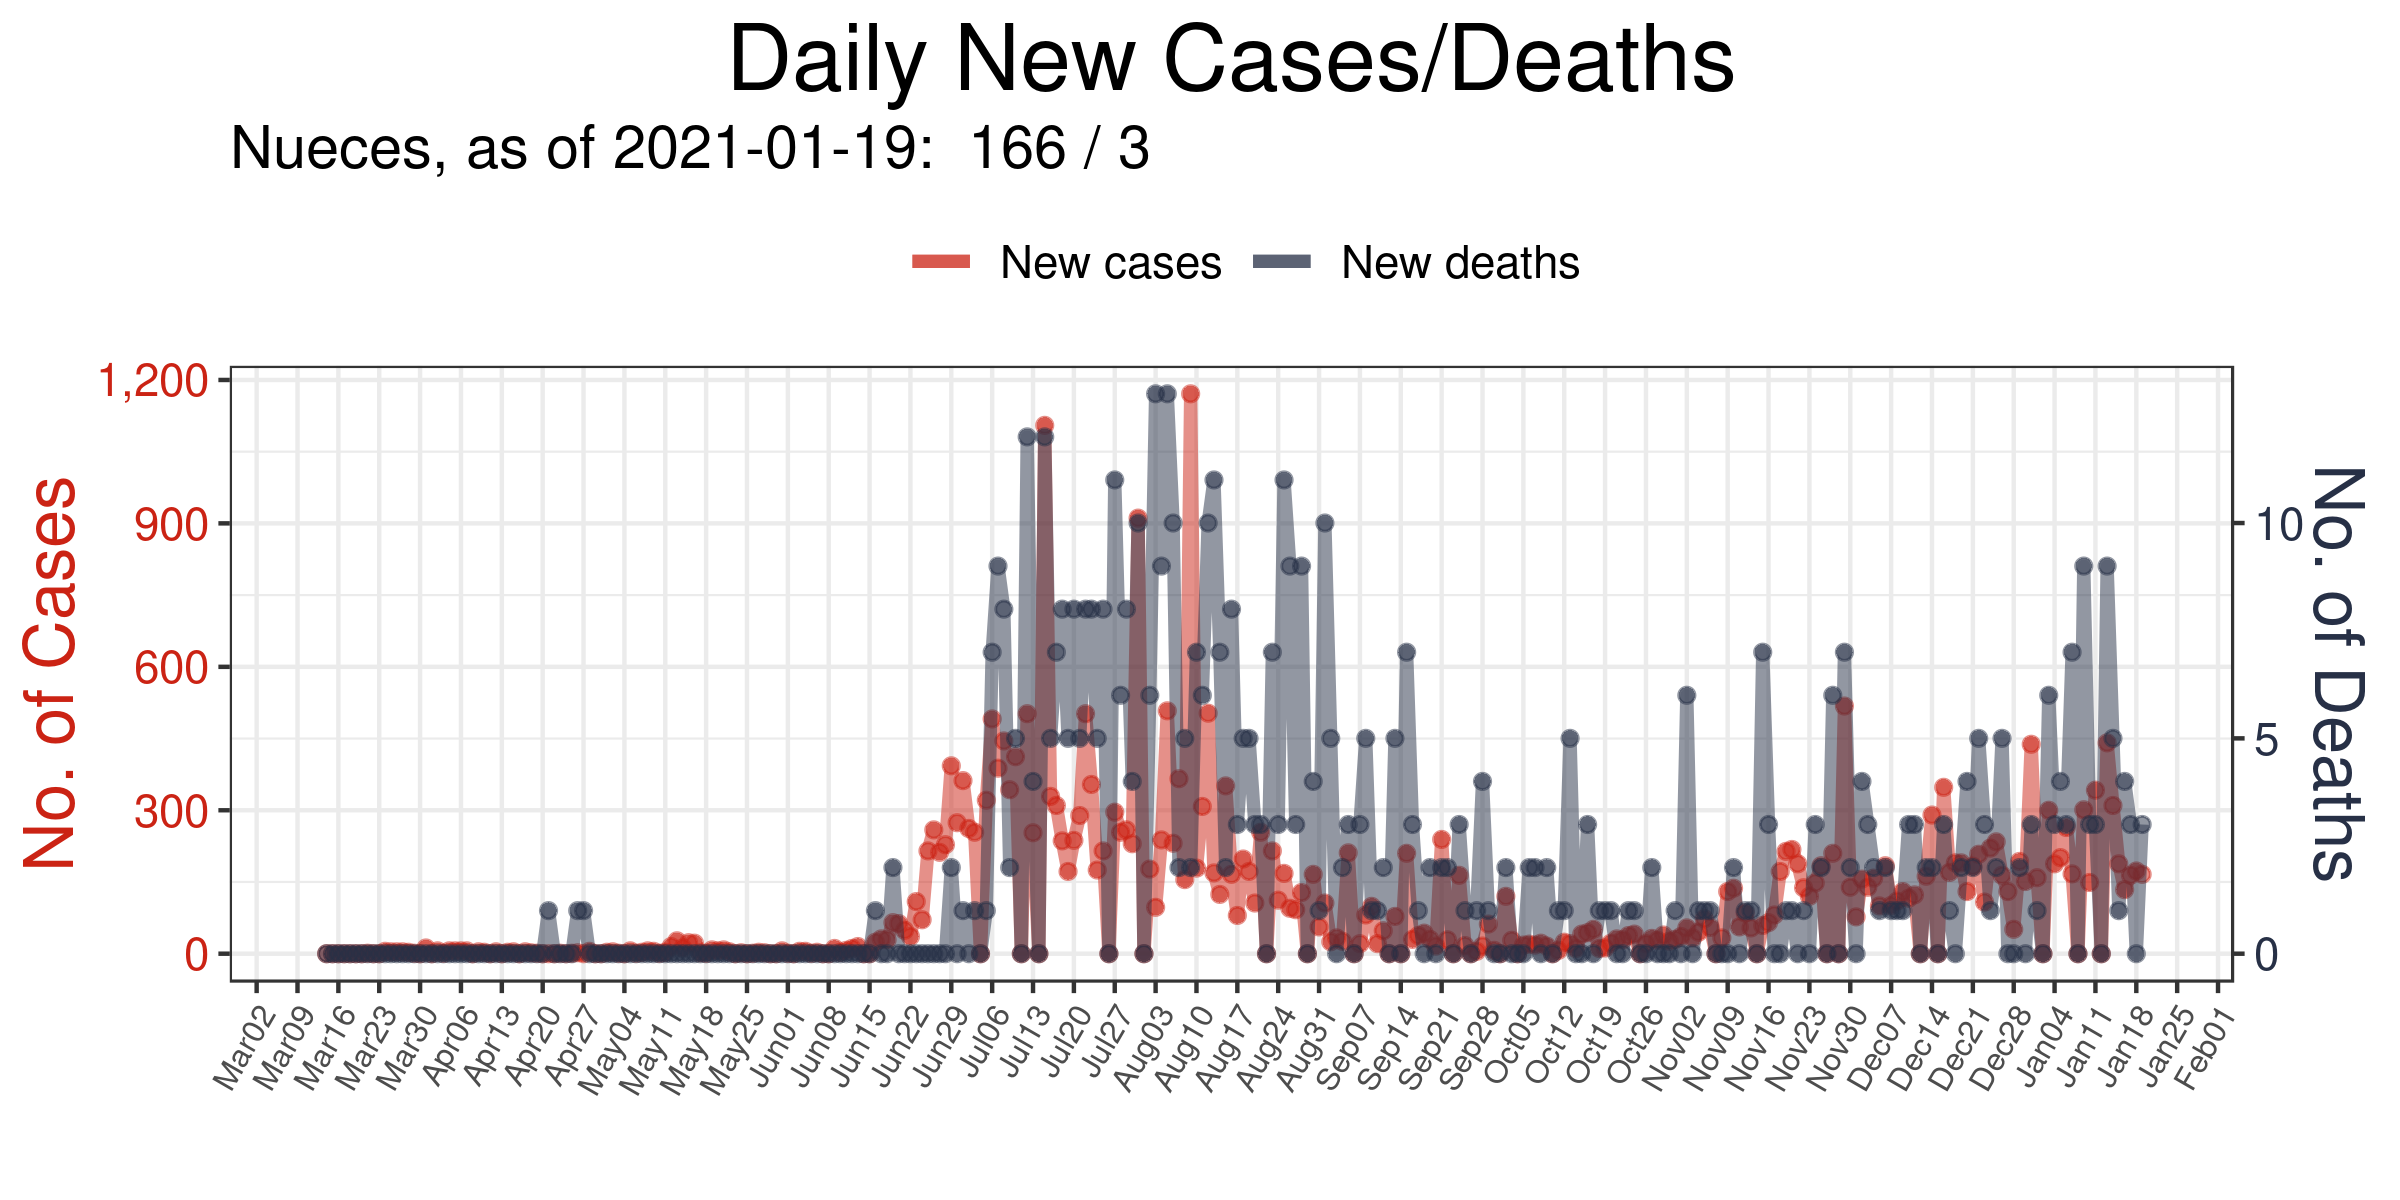 Daily New Cases/Deaths
Nueces, as of 2021-01-19:  166 / 3
New cases New deaths
No. of Cases
1,200
900
600
300
0
No. of Deaths
10
5
0
Mar02 Mar09 Mar16 Mar23 Mar30 Apr06 Apr13 Apr20 Apr27 May04 May11 May18 May25 Jun01 Jun08 Jun15 Jun22 Jun29 Jul06 Jul13 Jul20 Jul27 Aug03 Aug10 Aug17 Aug24 Aug31 Sep07 Sep14 Sep21 Sep28 Oct05 Oct12 Oct19 Oct26 Nov02 Nov09 Nov16 Nov23 Nov30 Dec07 Dec14 Dec21 Dec28 Jan04 Jan11 Jan18 Jan25 Feb01